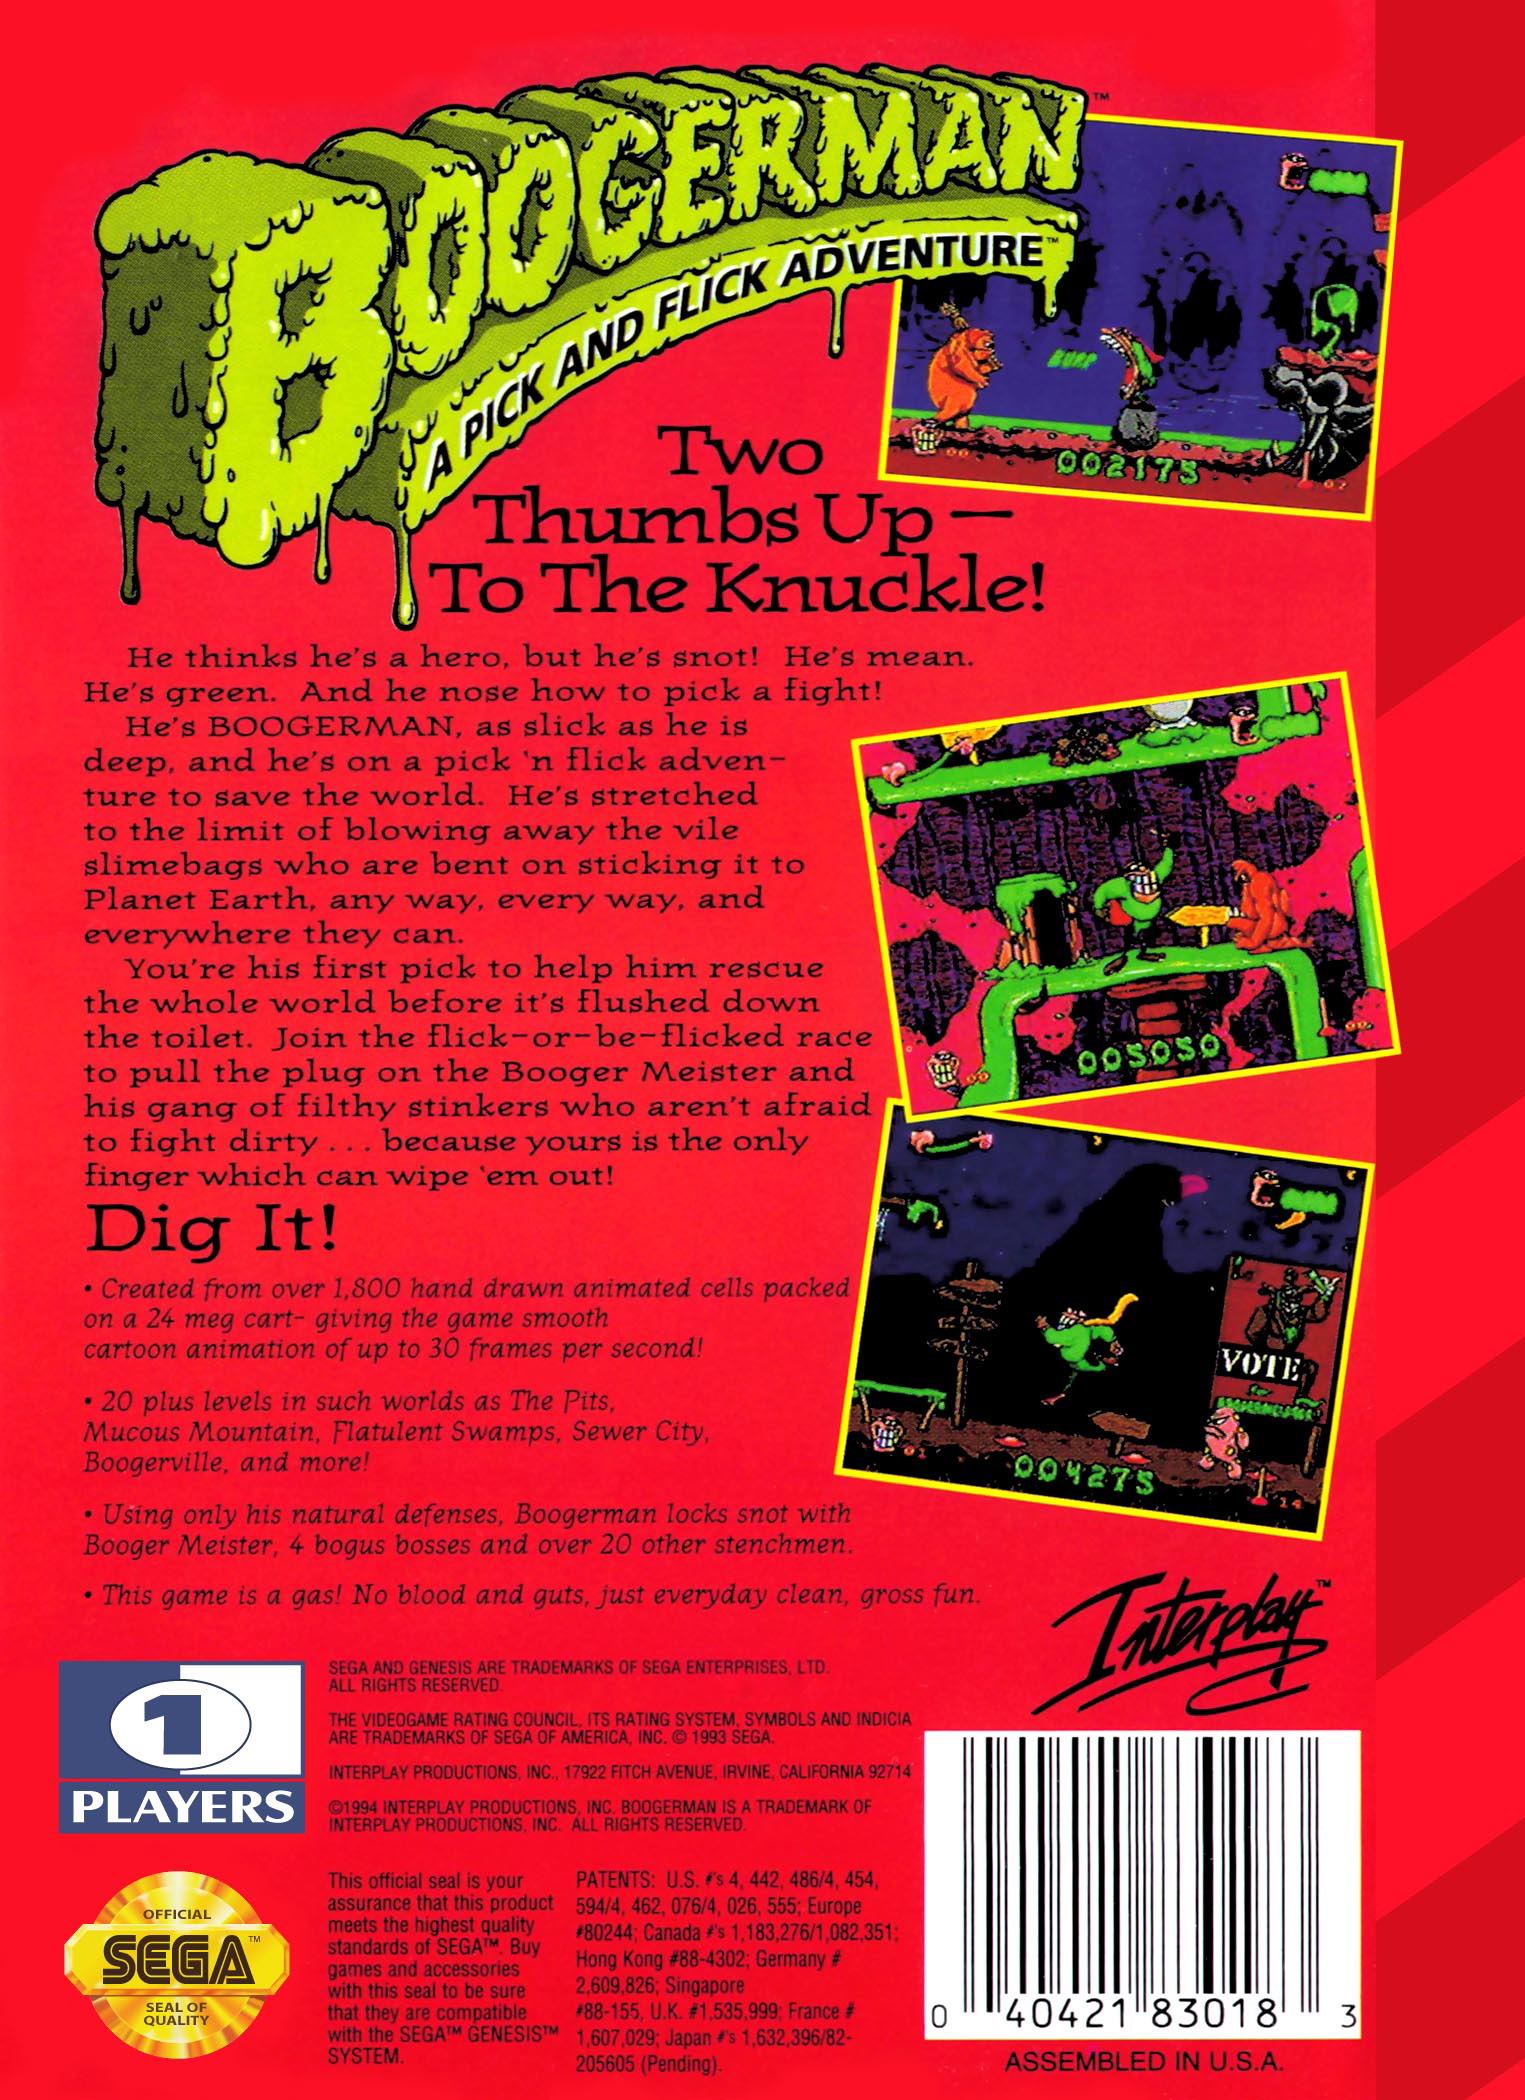 BOOGERMAN™
A PICK AND FLICK ADVENTURE™
BURP
002175
Two
Thumbs Up —
To The Knuckle!
He thinks he's a hero, but he's snot! He's mean.
He's green. And he nose how to pick a fight!
He's BOOGERMAN, as slick as he is
deep, and he's on a pick 'n flick adven-
ture to save the world. He's stretched
to the limit of blowing away the vile
slimebags who are bent on sticking it to
Planet Earth, any way, every way, and
everywhere they can.
You're his first pick to help him rescue
the whole world before it's flushed down
the toilet. Join the flick-or-be-flicked race
to pull the plug on the Booger Meister and
his gang of filthy stinkers who aren't afraid
to fight dirty . . . because yours is the only
finger which can wipe 'em out!
005050
Dig It!
• Created from over 1,800 hand drawn animated cells packed
on a 24 meg cart- giving the game smooth
cartoon animation of up to 30 frames per second!
• 20 plus levels in such worlds as The Pits,
Mucous Mountain, Flatulent Swamps, Sewer City,
Boogerville, and more!
• Using only his natural defenses, Boogerman locks snot with
Booger Meister, 4 bogus bosses and over 20 other stenchmen.
• This game is a gas! No blood and guts, just everyday clean, gross fun.
VOTE
004275
14
Interplay™
1
PLAYERS
SEGA AND GENESIS ARE TRADEMARKS OF SEGA ENTERPRISES, LTD.
ALL RIGHTS RESERVED.
THE VIDEOGAME RATING COUNCIL, ITS RATING SYSTEM, SYMBOLS AND INDICIA
ARE TRADEMARKS OF SEGA OF AMERICA, INC. © 1993 SEGA.
INTERPLAY PRODUCTIONS, INC., 17922 FITCH AVENUE, IRVINE, CALIFORNIA 92714
©1994 INTERPLAY PRODUCTIONS, INC. BOOGERMAN IS A TRADEMARK OF
INTERPLAY PRODUCTIONS, INC. ALL RIGHTS RESERVED.
OFFICIAL
SEGA™
SEAL OF
QUALITY
This official seal is your
assurance that this product
meets the highest quality
standards of SEGA™. Buy
games and accessories
with this seal to be sure
that they are compatible
with the SEGA™ GENESIS™
SYSTEM.
PATENTS: U.S. #'s 4, 442, 486/4, 454,
594/4, 462, 076/4, 026, 555; Europe
#80244; Canada #'s 1,183,276/1,082,351;
Hong Kong #88-4302; Germany #
2,609,826; Singapore
#88-155, U.K. #1,535,999; France #
1,607,029; Japan #'s 1,632,396/82-
205605 (Pending).
0 40421 83018 3
ASSEMBLED IN U.S.A.